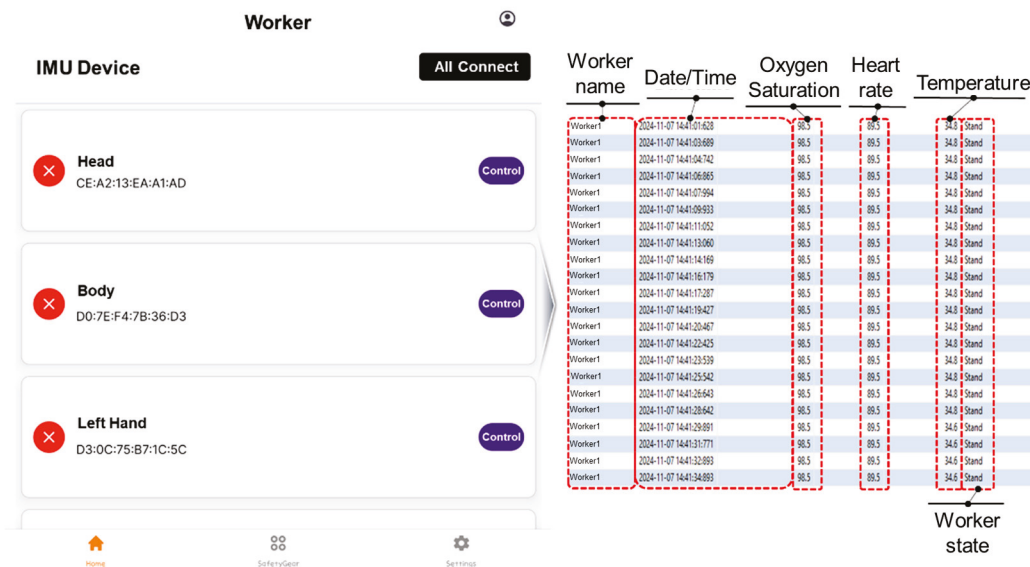 Worker
IMU Device
All Connect
Head
CE:A2:13:EA:A1:AD
Control
Body
D0:7E:F4:7B:36:D3
Control
Left Hand
D3:0C:75:B7:1C:5C
Control
Home
SafetyGear
Settings
Worker name
Date/Time
Oxygen Saturation
Heart rate
Temperature
Worker1 2024-11-07 14:41:01:628 98.5 89.5 34.8 Stand
Worker1 2024-11-07 14:41:03:689 98.5 89.5 34.8 Stand
Worker1 2024-11-07 14:41:04:742 98.5 89.5 34.8 Stand
Worker1 2024-11-07 14:41:06:865 98.5 89.5 34.8 Stand
Worker1 2024-11-07 14:41:07:994 98.5 89.5 34.8 Stand
Worker1 2024-11-07 14:41:09:933 98.5 89.5 34.8 Stand
Worker1 2024-11-07 14:41:11:052 98.5 89.5 34.8 Stand
Worker1 2024-11-07 14:41:13:060 98.5 89.5 34.8 Stand
Worker1 2024-11-07 14:41:14:169 98.5 89.5 34.8 Stand
Worker1 2024-11-07 14:41:16:179 98.5 89.5 34.8 Stand
Worker1 2024-11-07 14:41:17:287 98.5 89.5 34.8 Stand
Worker1 2024-11-07 14:41:19:427 98.5 89.5 34.8 Stand
Worker1 2024-11-07 14:41:20:467 98.5 89.5 34.8 Stand
Worker1 2024-11-07 14:41:22:425 98.5 89.5 34.8 Stand
Worker1 2024-11-07 14:41:23:539 98.5 89.5 34.8 Stand
Worker1 2024-11-07 14:41:25:542 98.5 89.5 34.8 Stand
Worker1 2024-11-07 14:41:26:643 98.5 89.5 34.8 Stand
Worker1 2024-11-07 14:41:28:642 98.5 89.5 34.8 Stand
Worker1 2024-11-07 14:41:29:891 98.5 89.5 34.6 Stand
Worker1 2024-11-07 14:41:31:771 98.5 89.5 34.6 Stand
Worker1 2024-11-07 14:41:32:893 98.5 89.5 34.6 Stand
Worker1 2024-11-07 14:41:34:893 98.5 89.5 34.6 Stand
Worker state